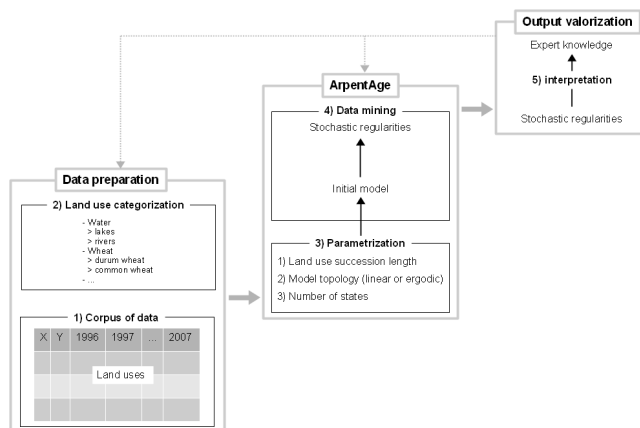 Output valorization
Expert knowledge
5) interpretation
Stochastic regularities
ArpentAge
4) Data mining
Stochastic regularities
Initial model
3) Parametrization
1) Land use succession length
2) Model topology (linear or ergodic)
3) Number of states
Data preparation
2) Land use categorization
- Water
> lakes
> rivers
- Wheat
> durum wheat
> common wheat
- ...
1) Corpus of data
X Y 1996 1997 ... 2007
Land uses